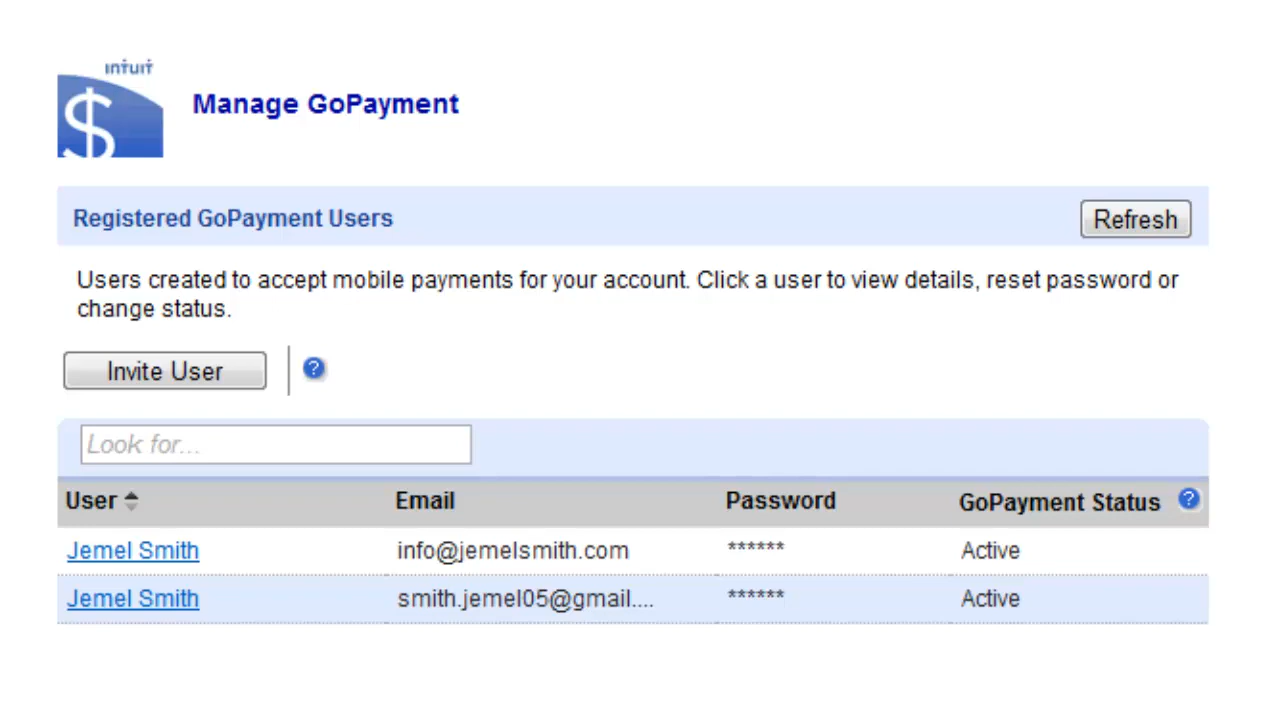 intuit
$
Manage GoPayment
Registered GoPayment Users
Refresh
Users created to accept mobile payments for your account. Click a user to view details, reset password or
change status.
Invite User
?
Look for...
User Email Password GoPayment Status ?
Jemel Smith info@jemelsmith.com ****** Active
Jemel Smith smith.jemel05@gmail.... ****** Active